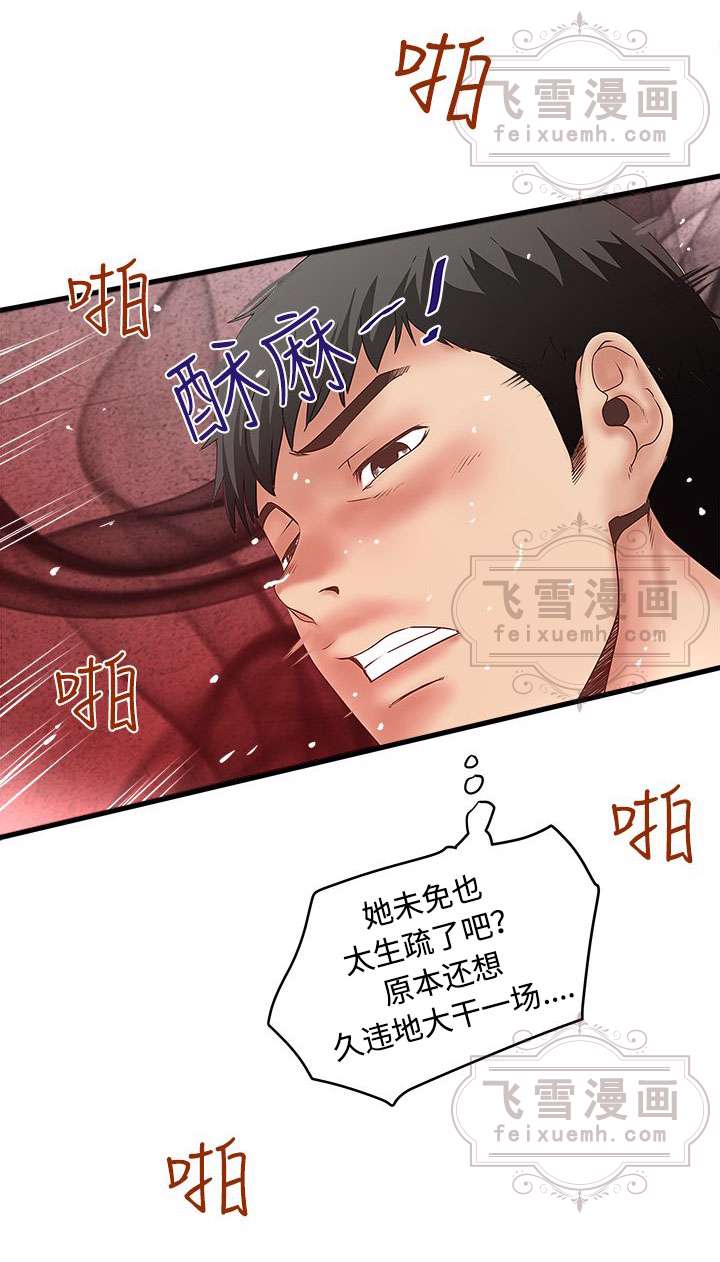 啪
飞雪漫画
feixuemh.com
啪
酥麻一!
飞雪漫画
feixuemh.com
啪
啪
她未免也
太生疏了吧?
原本还想
久违地大干一场....
飞雪漫画
feixuemh.com
啪